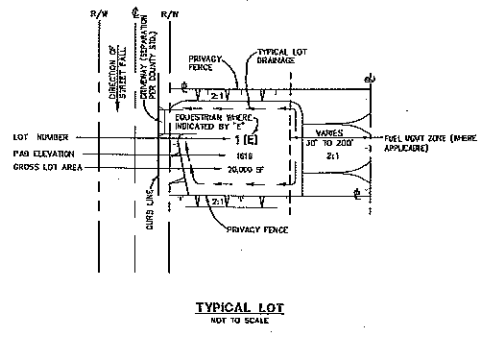 R/W
R/W
DIRECTION OF
STREET FALL
DRIVEWAY (SEPARATION
PER COUNTY STD.)
PRIVACY
FENCE
TYPICAL LOT
DRAINAGE
2:1
EQUESTRIAN WHERE
INDICATED BY "E"
LOT NUMBER
1 (E)
VARIES
30' TO 200'
2:1
FUEL MGMT ZONE (WHERE
APPLICABLE)
PAD ELEVATION
1618
GROSS LOT AREA
20,000 SF
CURB LINE
2:1
PRIVACY FENCE
TYPICAL LOT
NOT TO SCALE